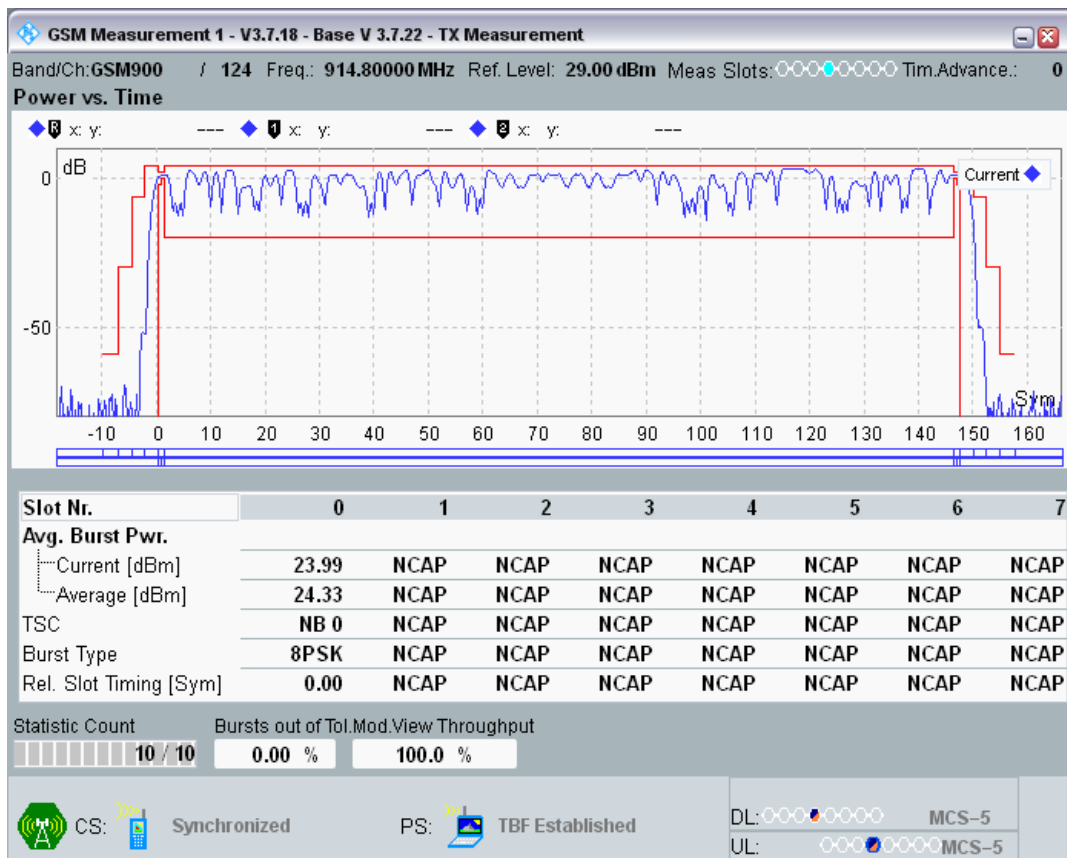 GSM Measurement 1 - V3.7.18 - Base V 3.7.22 - TX Measurement
Band/Ch:GSM900 / 124 Freq.: 914.80000 MHz Ref. Level: 29.00 dBm Meas Slots: Tim.Advance.: 0
Power vs. Time
R x: y: --- 1 x: y: --- 2 x: y: ---
dB
Current
0
-50
Sym
-10 0 10 20 30 40 50 60 70 80 90 100 110 120 130 140 150 160
Slot Nr. 0 1 2 3 4 5 6 7
Avg. Burst Pwr.
Current [dBm] 23.99 NCAP NCAP NCAP NCAP NCAP NCAP NCAP
Average [dBm] 24.33 NCAP NCAP NCAP NCAP NCAP NCAP NCAP
TSC NB 0 NCAP NCAP NCAP NCAP NCAP NCAP NCAP
Burst Type 8PSK NCAP NCAP NCAP NCAP NCAP NCAP NCAP
Rel. Slot Timing [Sym] 0.00 NCAP NCAP NCAP NCAP NCAP NCAP NCAP
Statistic Count Bursts out of Tol.Mod.View Throughput
10 / 10 0.00 % 100.0 %
CS: Synchronized PS: TBF Established
DL: MCS-5
UL: MCS-5